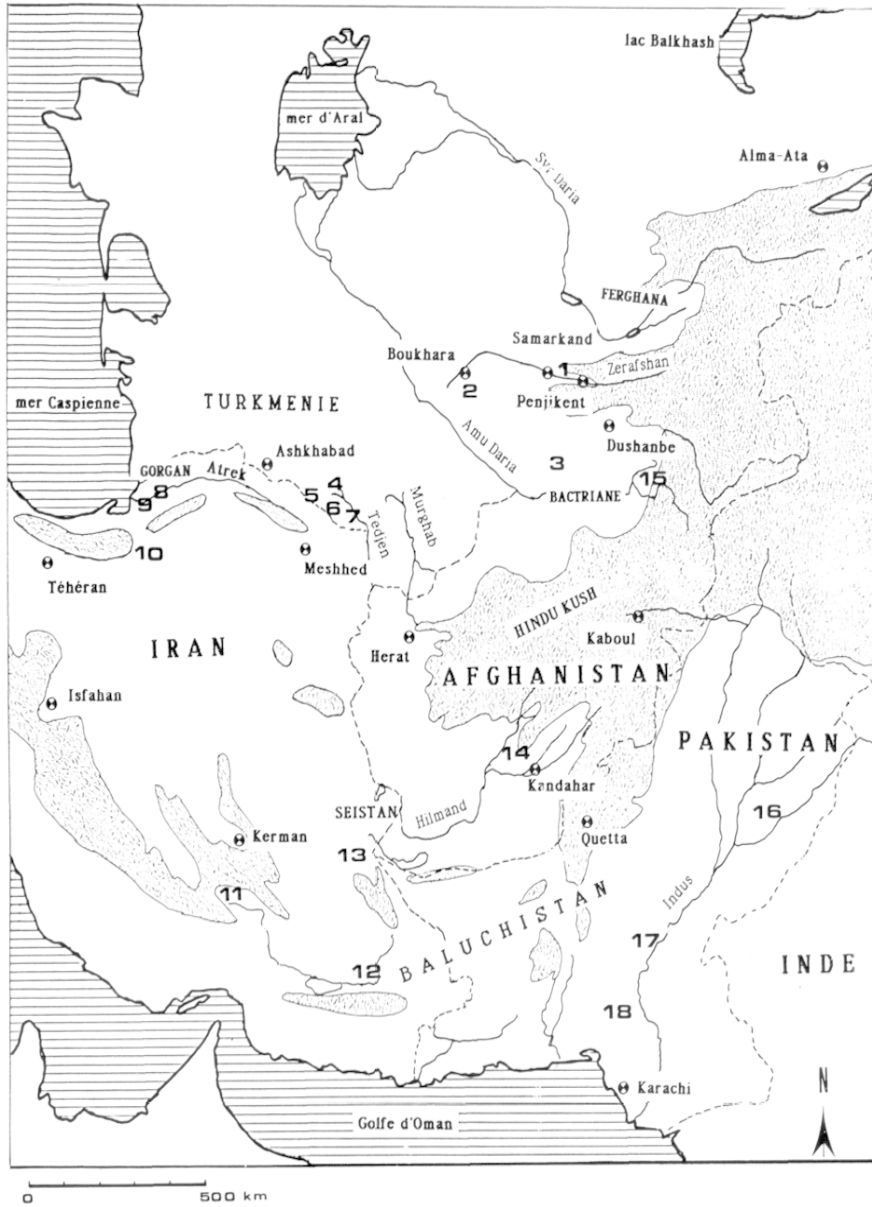 lac Balkhash
mer d'Aral
Alma-Ata
Syr Daria
FERGHANA
Samarkand
Boukhara
1
Zerafshan
2
Penjikent
mer Caspienne
TURKMENIE
Amu Daria
Dushanbe
Ashkhabad
3
GORGAN
Atrek
4
15
8
5
9
6
7
BACTRIANE
Murghab
Tedjen
10
Meshhed
Téhéran
HINDU KUSH
Kaboul
IRAN
Herat
AFGHANISTAN
Isfahan
PAKISTAN
14
Kandahar
SEISTAN
Hilmand
16
Kerman
Quetta
13
11
Indus
BALUCHISTAN
17
12
INDE
18
N
Karachi
Golfe d'Oman
0
500 km